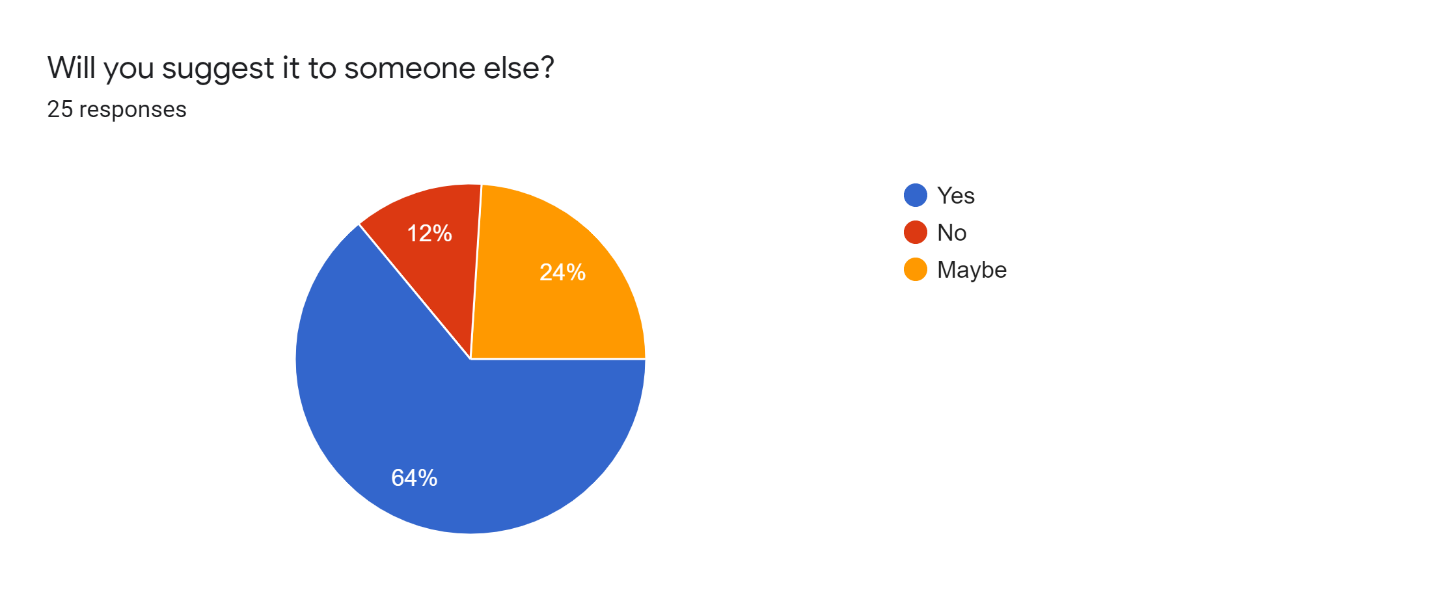 Will you suggest it to someone else?
25 responses
Yes
No
Maybe
12%
24%
64%